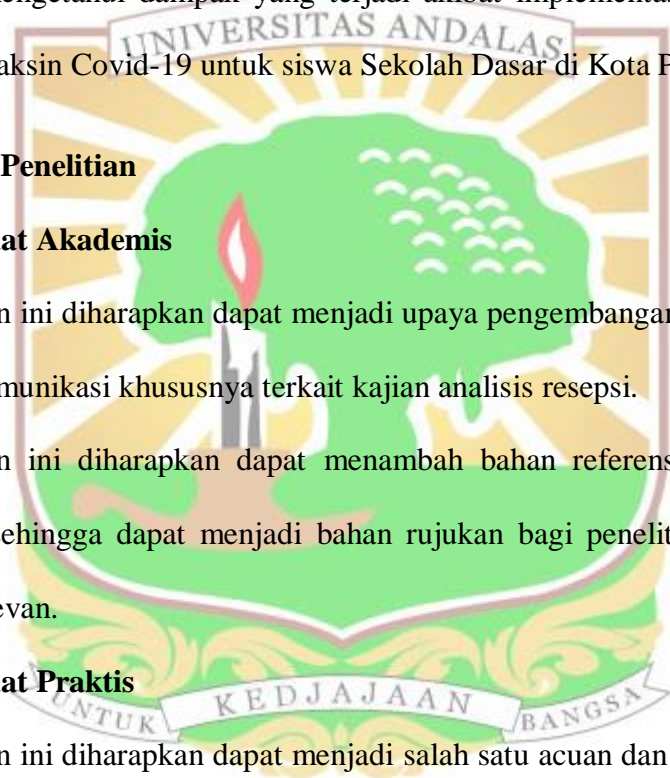 mengetahui dampak yang terjadi akibat implementas
UNIVERSITAS ANDALAS
aksin Covid-19 untuk siswa Sekolah Dasar di Kota P
Penelitian
at Akademis
n ini diharapkan dapat menjadi upaya pengembangan
munikasi khususnya terkait kajian analisis resepsi.
n ini diharapkan dapat menambah bahan referens
sehingga dapat menjadi bahan rujukan bagi penelit
evan.
at Praktis
UNTUK KEDJAJAAN BANGSA
n ini diharapkan dapat menjadi salah satu acuan dan